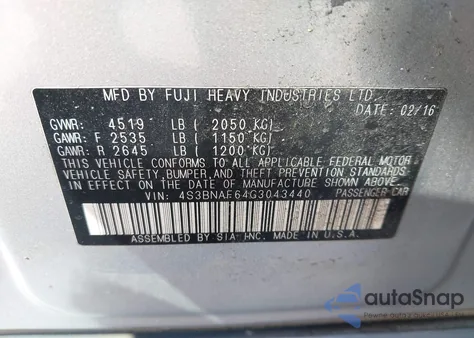 MFD BY FUJI HEAVY INDUSTRIES LTD.
DATE: 02/16
GVWR: 4519 LB ( 2050 KG)
GAWR: F 2535 LB ( 1150 KG)
GAWR: R 2645 LB ( 1200 KG)
THIS VEHICLE CONFORMS TO ALL APPLICABLE FEDERAL MOTOR
VEHICLE SAFETY, BUMPER, AND THEFT PREVENTION
STANDARDS IN EFFECT ON THE DATE OF MANUFACTURE SHOWN ABOVE.
VIN: 4S3BNAF64G3043440 PASSENGER CAR
ASSEMBLED BY SIA INC. IN U.S.A.
autoSnap